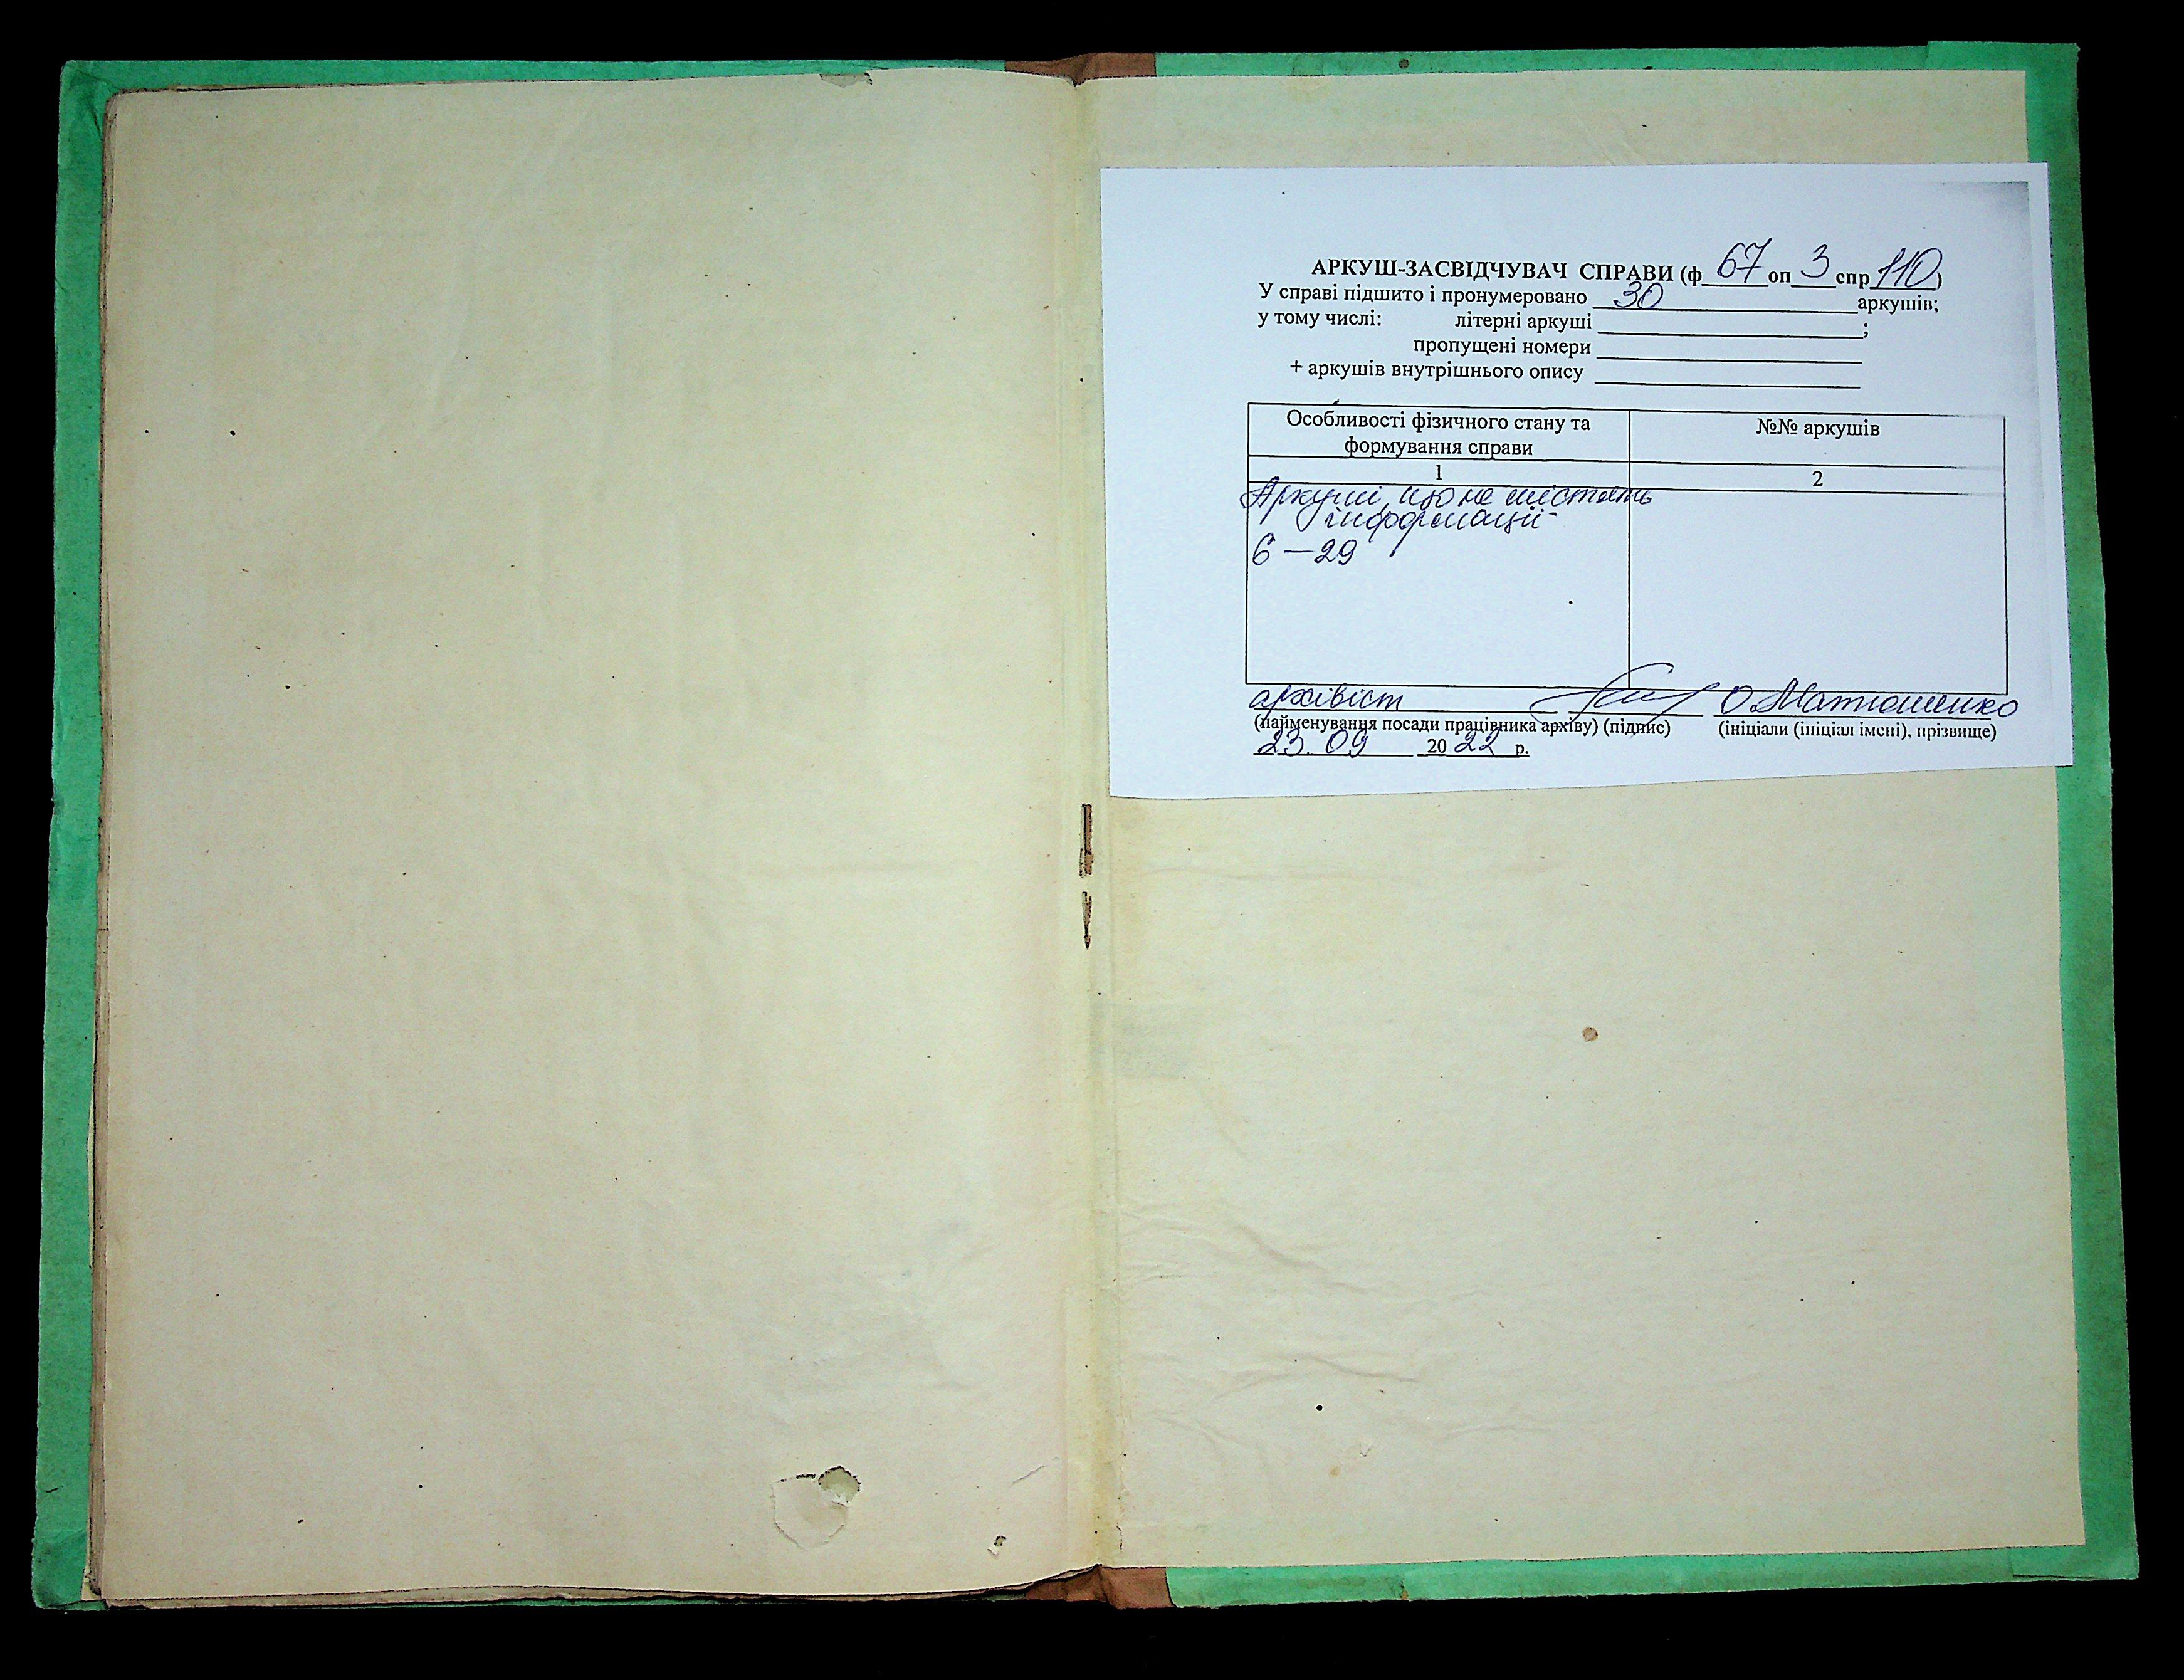 АРКУШ-ЗАСВІДЧУВАЧ СПРАВИ (ф 67 оп 3 спр 110)
У справі підшито і пронумеровано 30 аркушів;
у тому числі: літерні аркуші ;
пропущені номери
+ аркушів внутрішнього опису
Особливості фізичного стану та формування справи
№№ аркушів
1
2
Аркуші, що не містять
інформації
6 – 29
архівіст О Матюшенко
(найменування посади працівника архіву) (підпис) (ініціали (ініціал імені), прізвище)
23. 09 20 22 р.